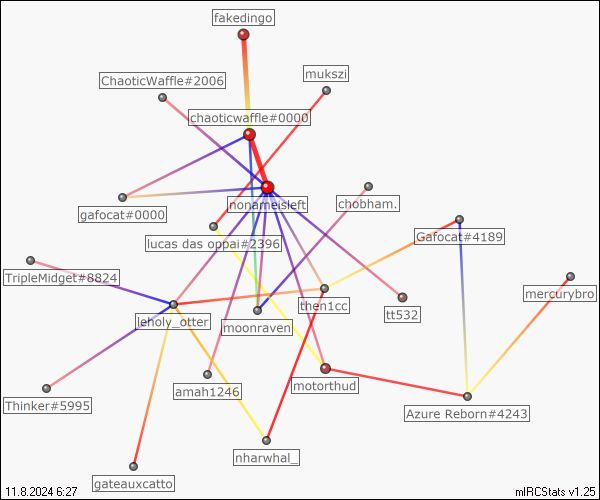 fakedingo
mukszi
ChaoticWaffle#2006
chaoticwaffle#0000
nonameisleft
chobham.
gafocat#0000
Gafocat#4189
lucas das oppai#2396
TripleMidget#8824
mercurybro
then1cc
tt532
leholy_otter
moonraven
motorthud
amah1246
Thinker#5995
Azure Reborn#4243
nharwhal_
gateauxcatto
11.8.2024 6:27
mIRCStats v1.25